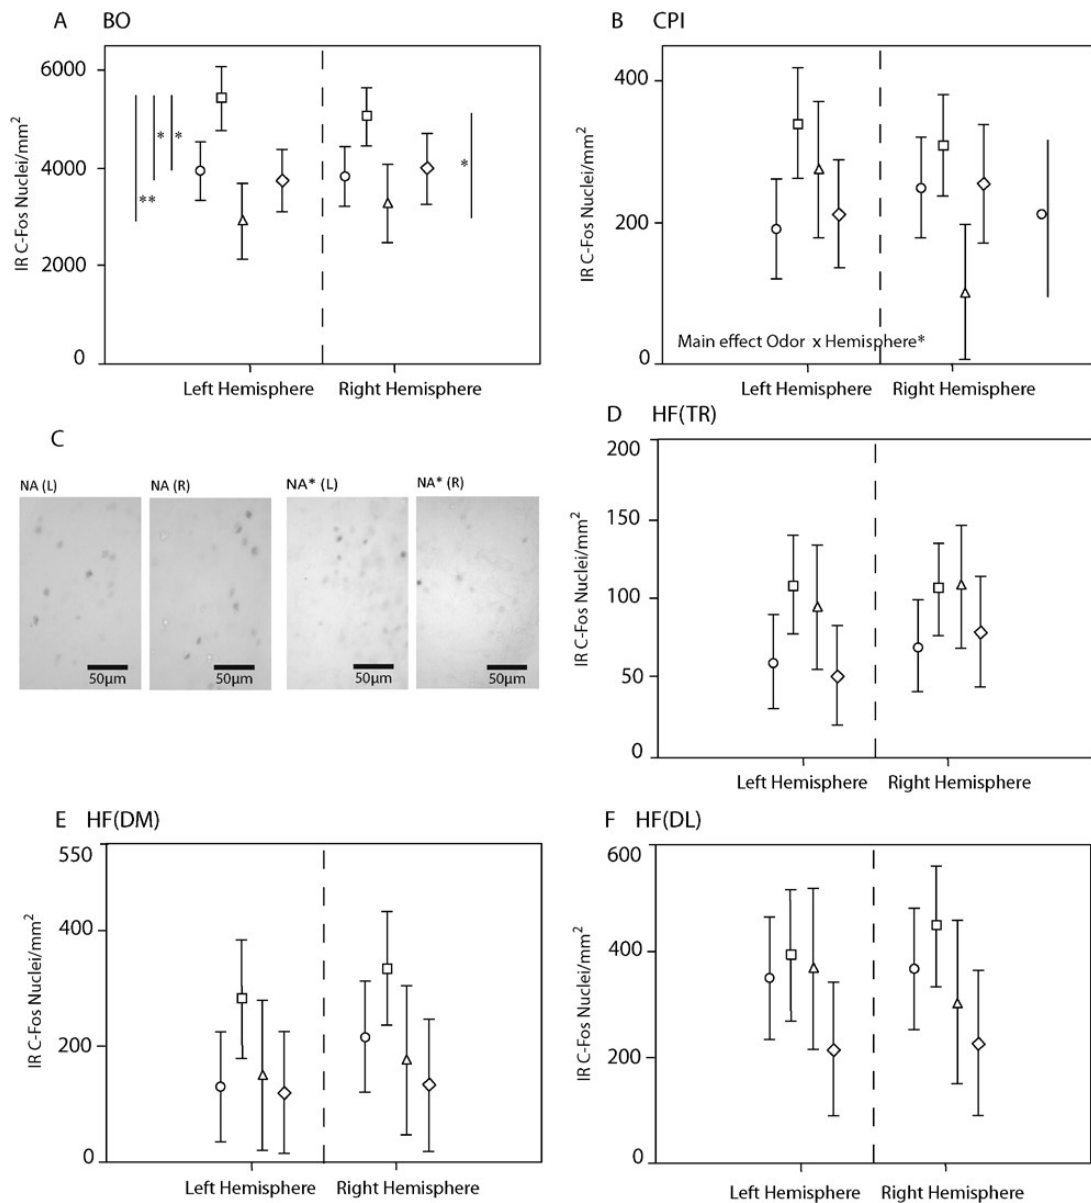 A BO
IR C-Fos Nuclei/mm²
6000
4000
2000
0
**
*
*
*
Left Hemisphere
Right Hemisphere
B CPI
IR C-Fos Nuclei/mm²
400
200
0
Main effect Odor x Hemisphere*
Left Hemisphere
Right Hemisphere
C
NA (L)
NA (R)
NA* (L)
NA* (R)
50μm
50μm
50μm
50μm
D HF(TR)
IR C-Fos Nuclei/mm²
200
150
100
50
0
Left Hemisphere
Right Hemisphere
E HF(DM)
IR C-Fos Nuclei/mm²
550
400
200
0
Left Hemisphere
Right Hemisphere
F HF(DL)
IR C-Fos Nuclei/mm²
600
400
200
0
Left Hemisphere
Right Hemisphere